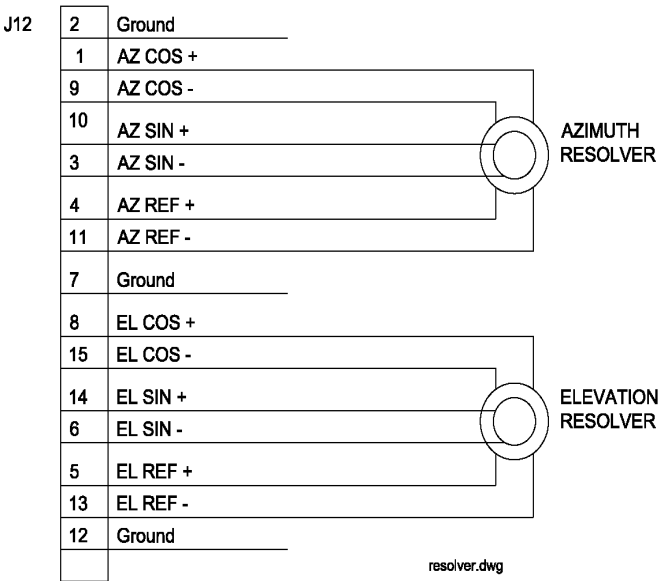 J12 2 Ground
1 AZ COS +
9 AZ COS -
10 AZ SIN +
AZIMUTH
RESOLVER
3 AZ SIN -
4 AZ REF +
11 AZ REF -
7 Ground
8 EL COS +
15 EL COS -
14 EL SIN +
ELEVATION
RESOLVER
6 EL SIN -
5 EL REF +
13 EL REF -
12 Ground
resolver.dwg